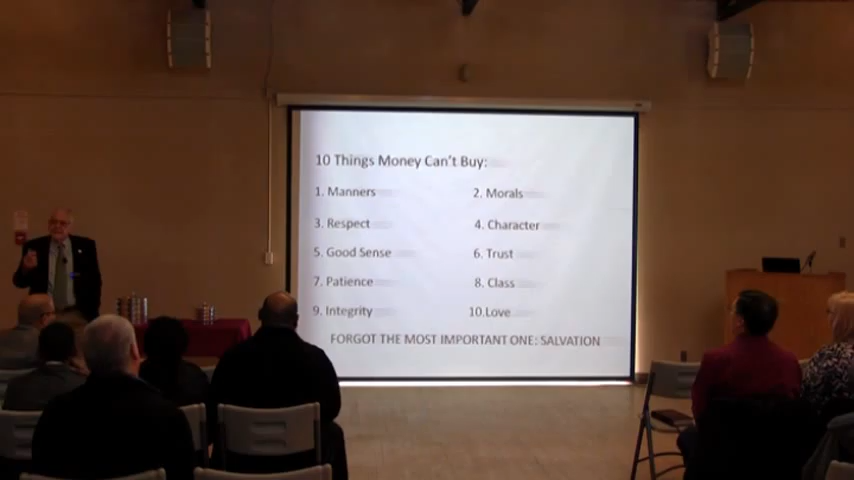 10 Things Money Can't Buy:
1. Manners 2. Morals
3. Respect 4. Character
5. Good Sense 6. Trust
7. Patience 8. Class
9. Integrity 10.Love
FORGOT THE MOST IMPORTANT ONE: SALVATION